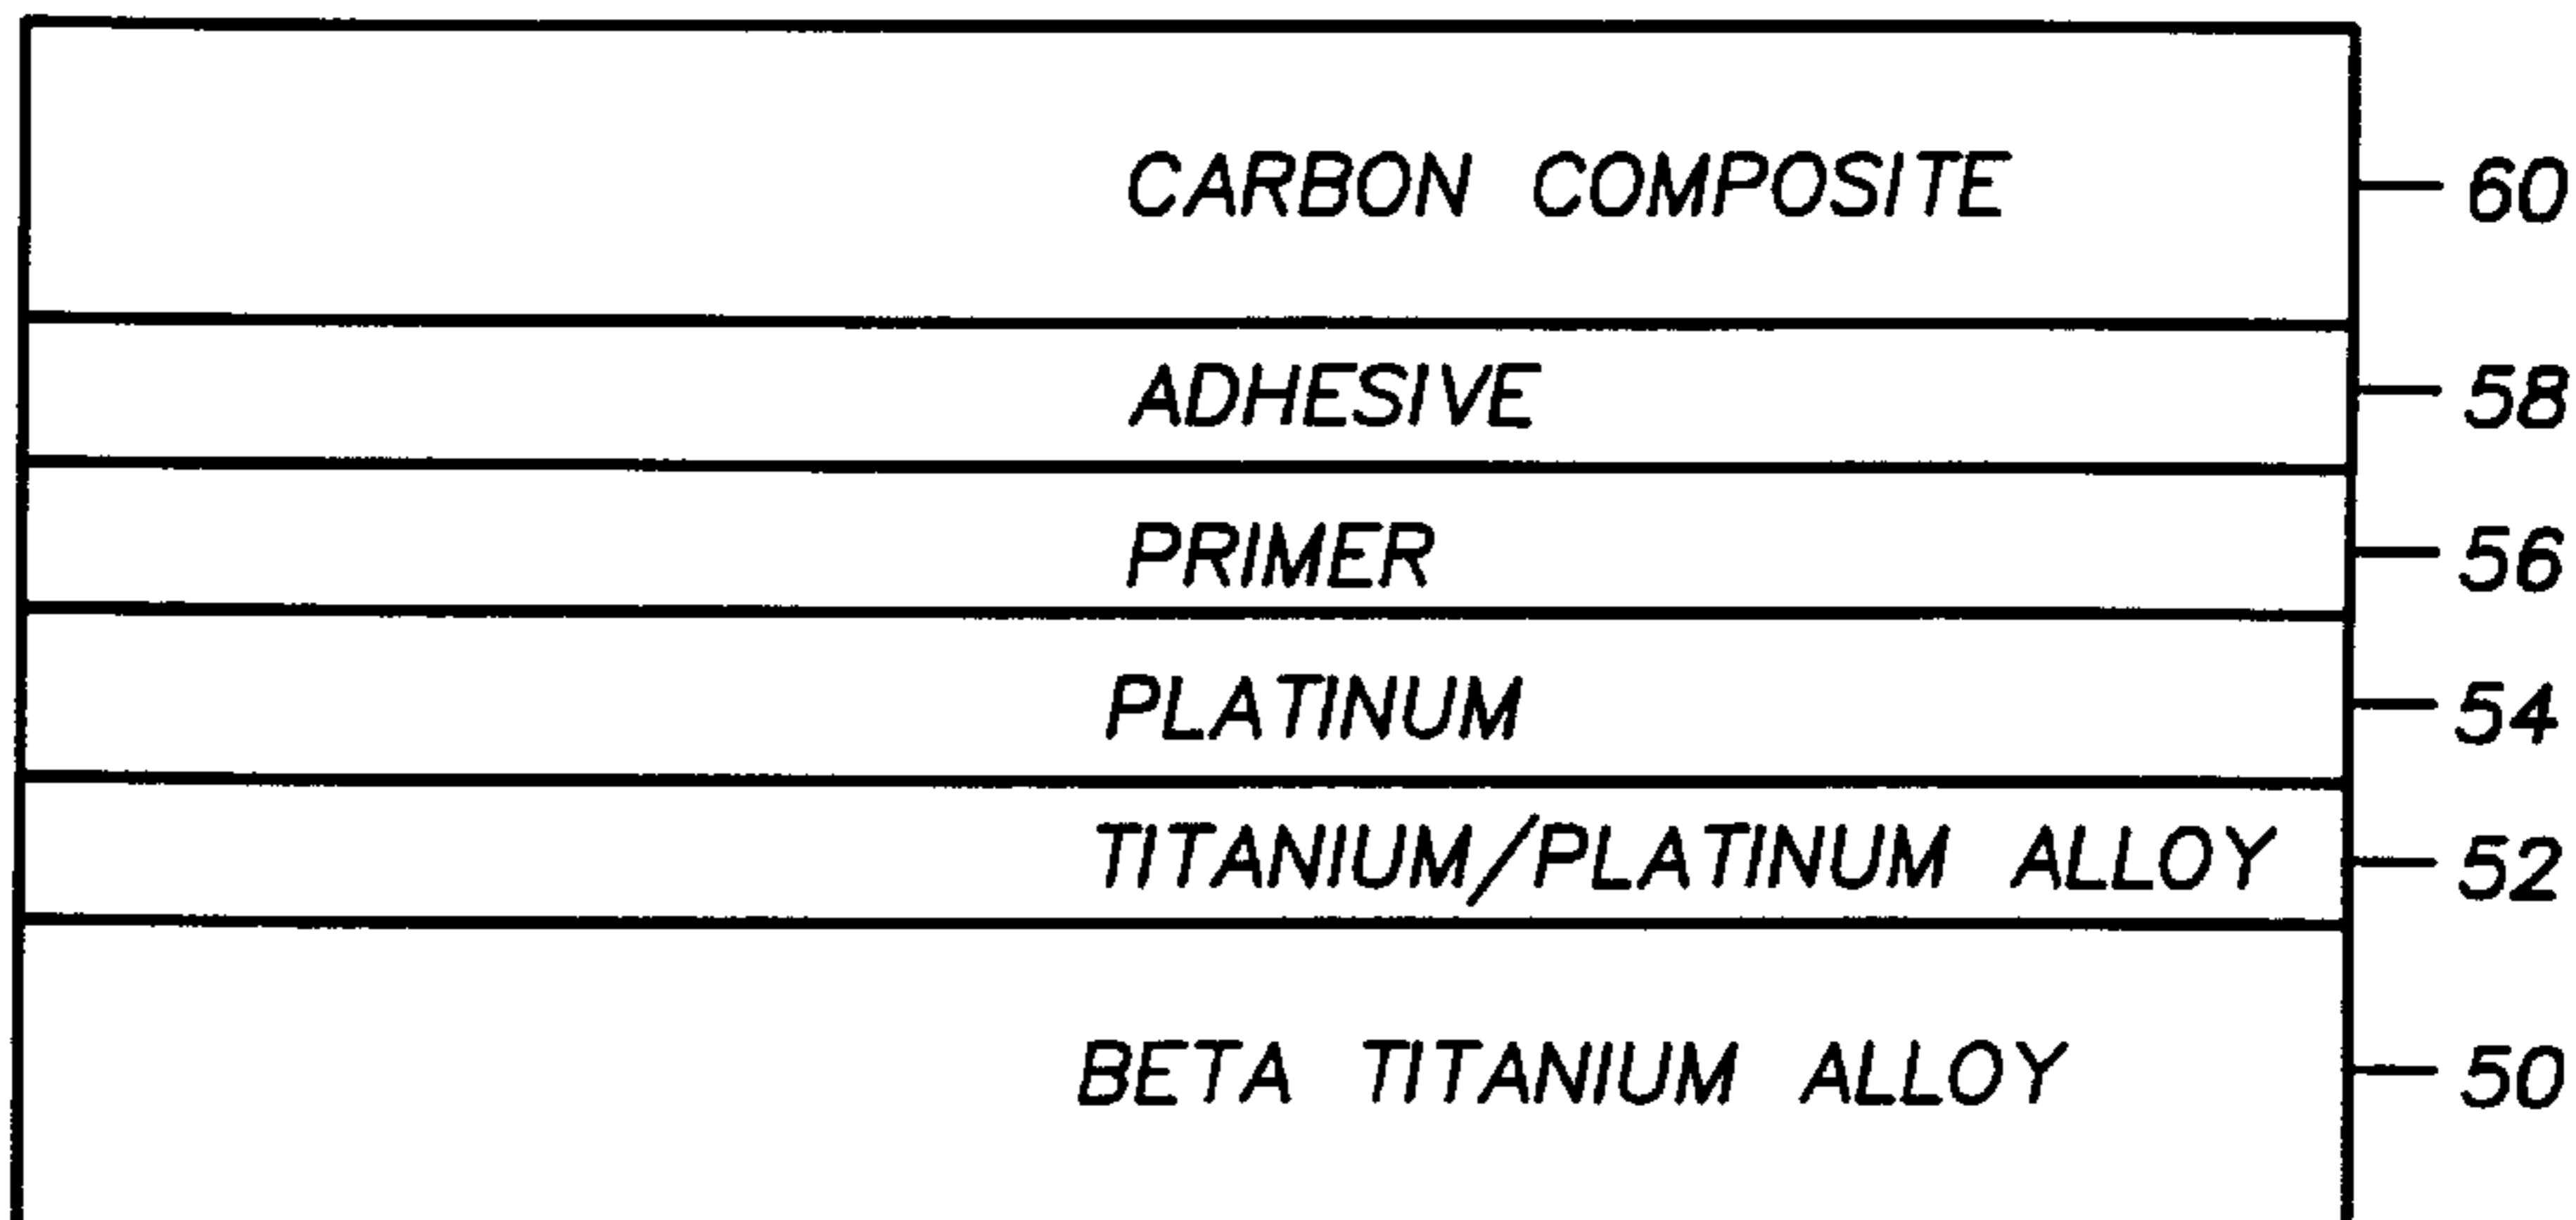 CARBON COMPOSITE 60
ADHESIVE 58
PRIMER 56
PLATINUM 54
TITANIUM/PLATINUM ALLOY 52
BETA TITANIUM ALLOY 50